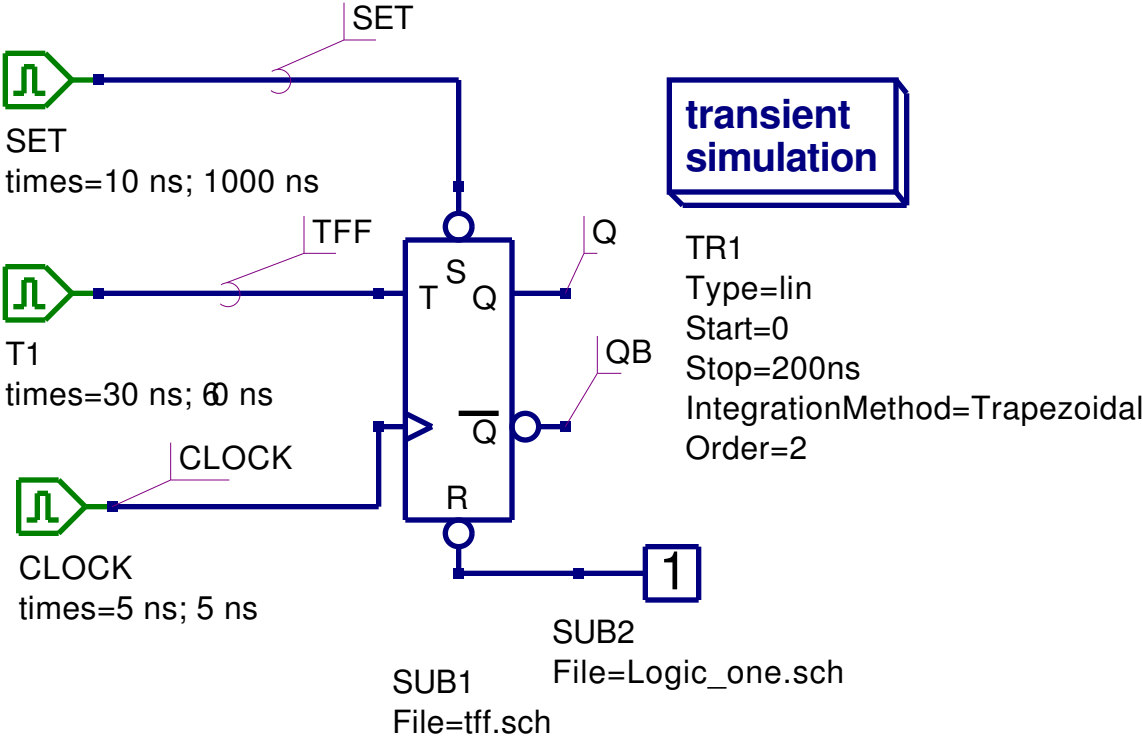 SET
SET
times=10 ns; 1000 ns
transient
simulation
TFF
T1
times=30 ns; 60 ns
S
T
Q
Q
QB
Q
R
TR1
Type=lin
Start=0
Stop=200ns
IntegrationMethod=Trapezoidal
Order=2
CLOCK
CLOCK
times=5 ns; 5 ns
1
SUB2
File=Logic_one.sch
SUB1
File=tff.sch